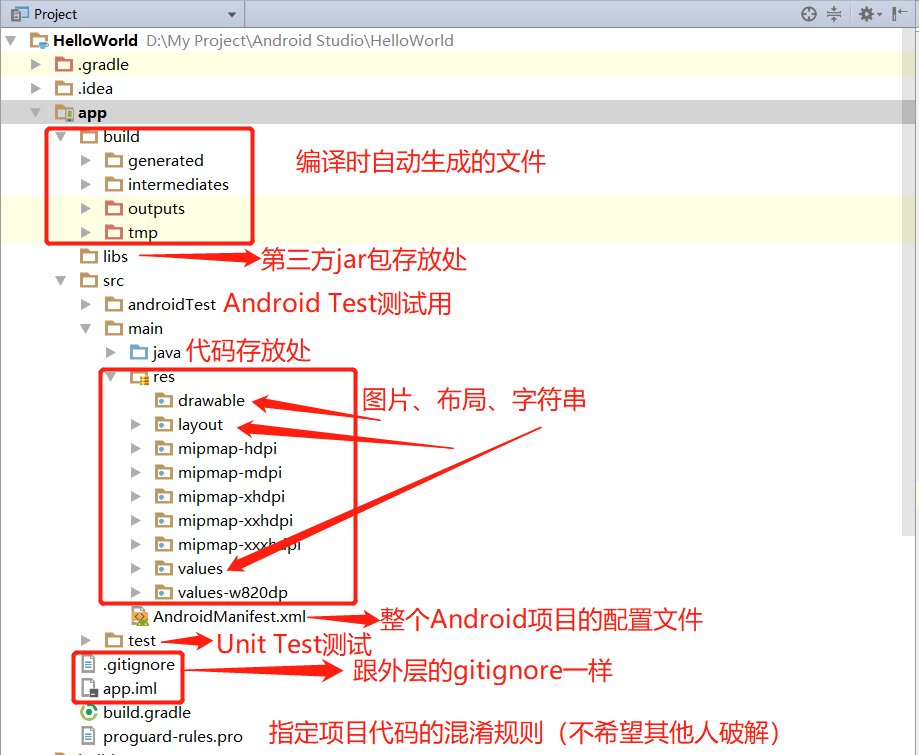 Project
HelloWorld D:\My Project\Android Studio\HelloWorld
.gradle
.idea
app
build
generated 编译时自动生成的文件
intermediates
outputs
tmp
libs 第三方jar包存放处
src
androidTest Android Test测试用
main
java 代码存放处
res
drawable 图片、布局、字符串
layout
mipmap-hdpi
mipmap-mdpi
mipmap-xhdpi
mipmap-xxhdpi
mipmap-xxxhdpi
values
values-w820dp
AndroidManifest.xml 整个Android项目的配置文件
test Unit Test测试
.gitignore 跟外层的gitignore一样
app.iml
build.gradle
proguard-rules.pro 指定项目代码的混淆规则（不希望其他人破解）